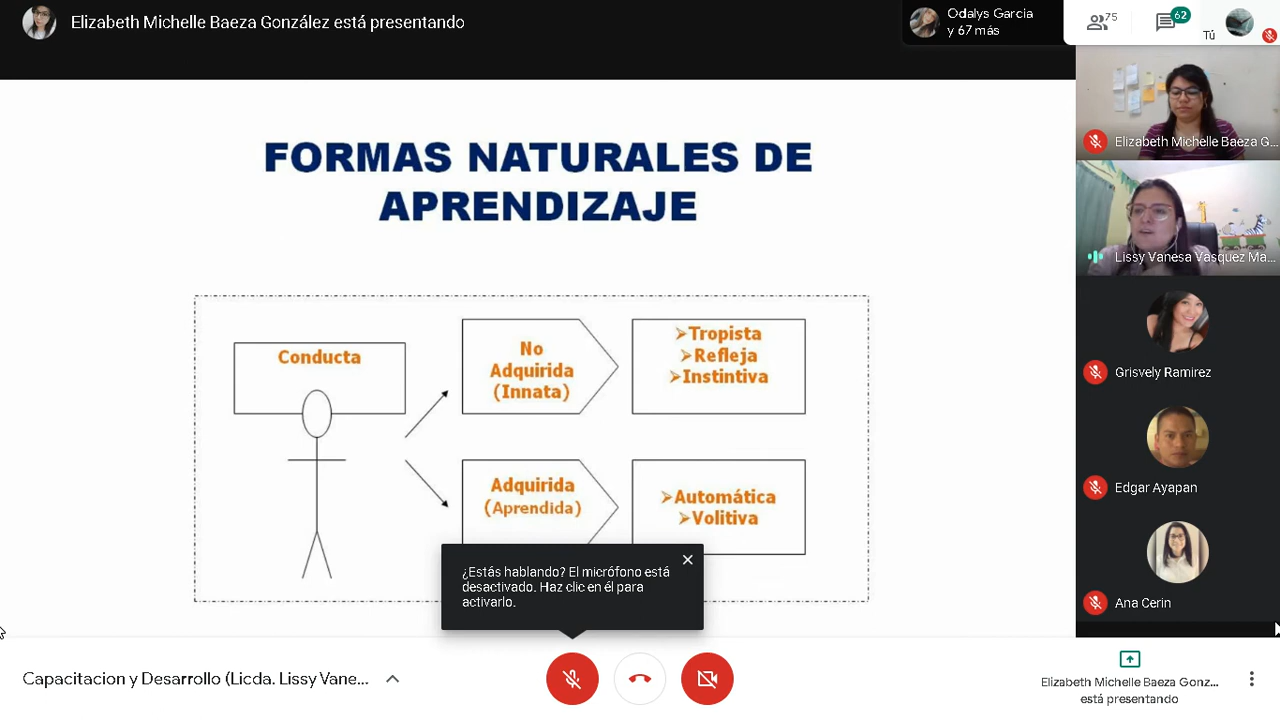 Elizabeth Michelle Baeza González está presentando
Odalys Garcia
y 67 más
75
62
Tú
FORMAS NATURALES DE
APRENDIZAJE
Conducta
No
Adquirida
(Innata)
➢Tropista
➢Refleja
➢Instintiva
Adquirida
(Aprendida)
➢Automática
➢Volitiva
¿Estás hablando? El micrófono está
desactivado. Haz clic en él para
activarlo.
Elizabeth Michelle Baeza G...
Lissy Vanesa Vasquez Ma...
Grisvely Ramirez
Edgar Ayapan
Ana Cerin
Capacitacion y Desarrollo (Licda. Lissy Vane...
Elizabeth Michelle Baeza Gonz...
está presentando